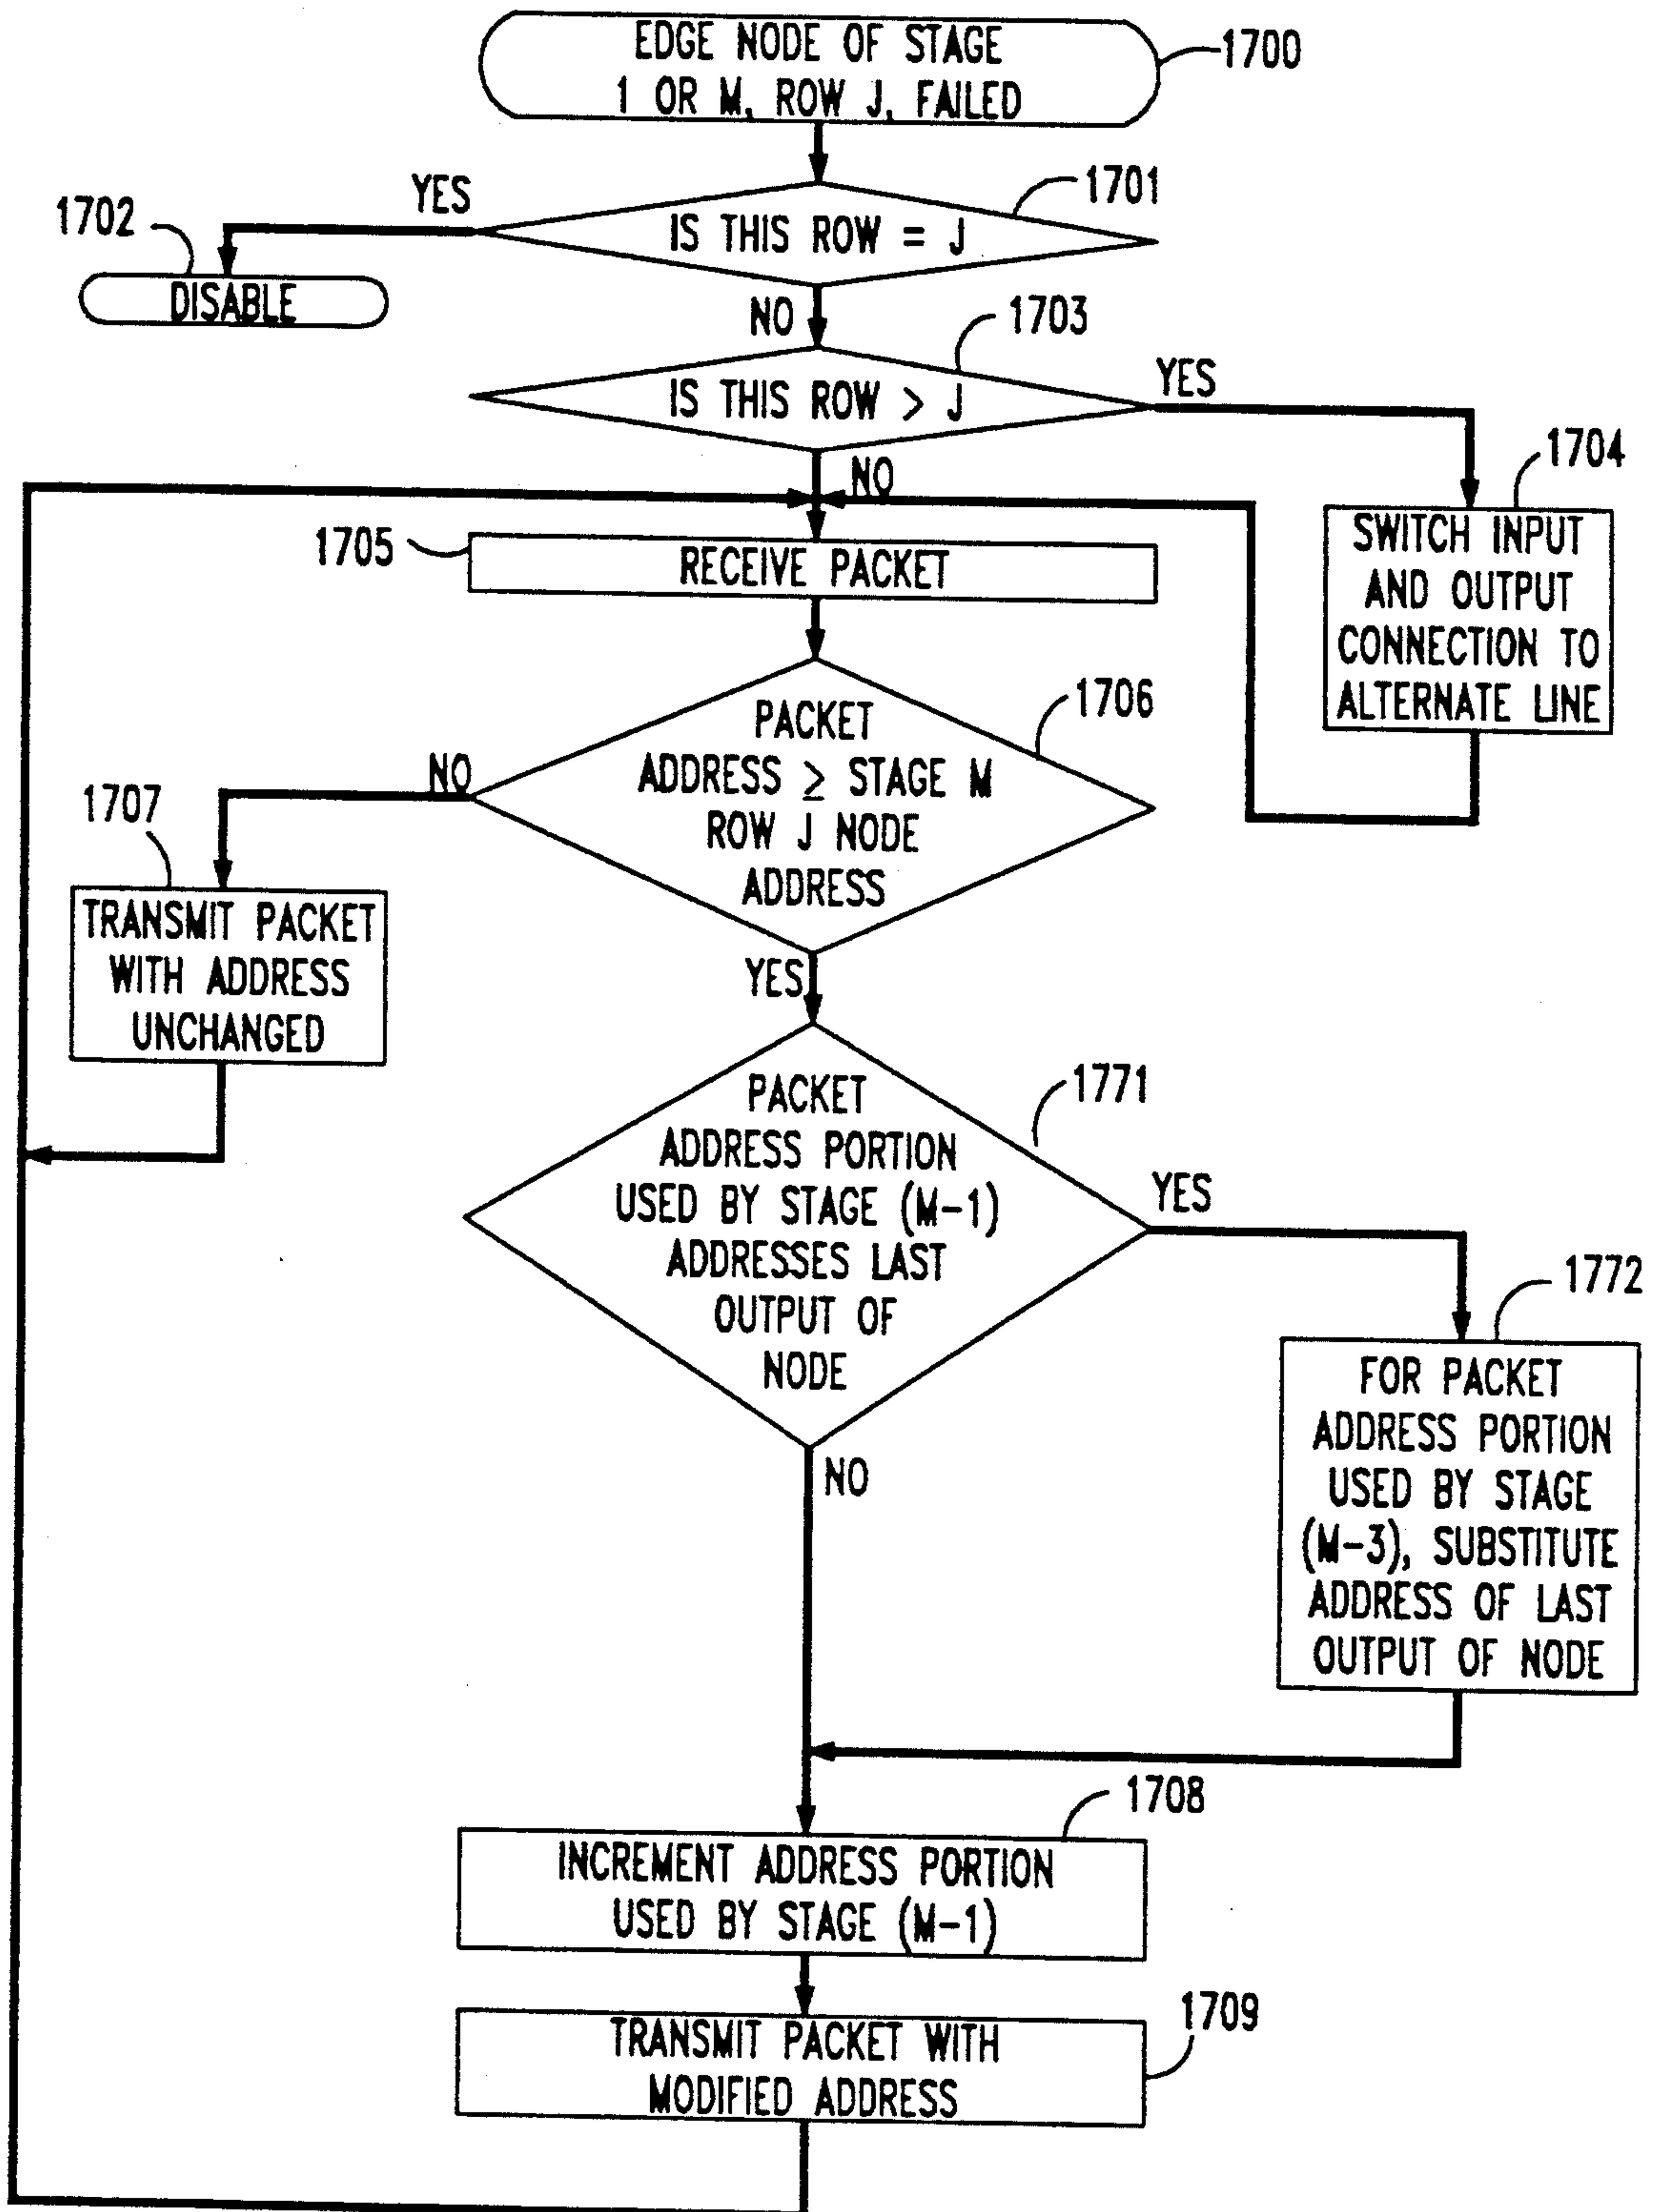 EDGE NODE OF STAGE
1 OR M, ROW J, FAILED
1700
1701
YES
1702
IS THIS ROW = J
DISABLE
NO
1703
YES
IS THIS ROW > J
1704
NO
SWITCH INPUT
AND OUTPUT
CONNECTION TO
ALTERNATE LINE
1705
RECEIVE PACKET
1706
PACKET
ADDRESS ≥ STAGE M
ROW J NODE
ADDRESS
NO
1707
TRANSMIT PACKET
WITH ADDRESS
UNCHANGED
YES
1771
PACKET
ADDRESS PORTION
USED BY STAGE (M-1)
ADDRESSES LAST
OUTPUT OF
NODE
YES
1772
FOR PACKET
ADDRESS PORTION
USED BY STAGE
(M-3), SUBSTITUTE
ADDRESS OF LAST
OUTPUT OF NODE
NO
1708
INCREMENT ADDRESS PORTION
USED BY STAGE (M-1)
1709
TRANSMIT PACKET WITH
MODIFIED ADDRESS